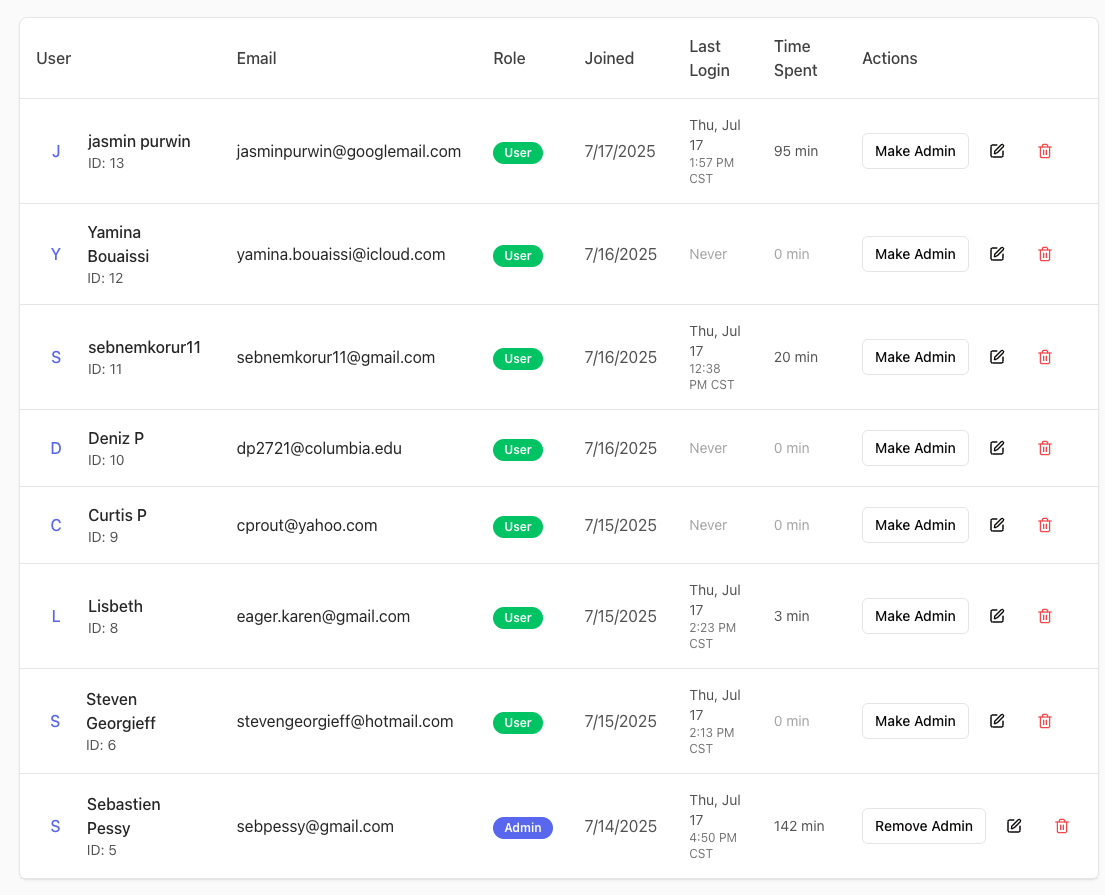 User Email Role Joined Last Login Time Spent Actions
J jasmin purwin
ID: 13
jasminpurwin@googlemail.com User 7/17/2025
Thu, Jul
17
1:57 PM
CST
95 min Make Admin
Y Yamina
Bouaissi
ID: 12
yamina.bouaissi@icloud.com User 7/16/2025 Never 0 min Make Admin
S sebnemkorur11
ID: 11
sebnemkorur11@gmail.com User 7/16/2025
Thu, Jul
17
12:38
PM CST
20 min Make Admin
D Deniz P
ID: 10
dp2721@columbia.edu User 7/16/2025 Never 0 min Make Admin
C Curtis P
ID: 9
cprout@yahoo.com User 7/15/2025 Never 0 min Make Admin
L Lisbeth
ID: 8
eager.karen@gmail.com User 7/15/2025
Thu, Jul
17
2:23 PM
CST
3 min Make Admin
S Steven
Georgieff
ID: 6
stevengeorgieff@hotmail.com User 7/15/2025
Thu, Jul
17
2:13 PM
CST
0 min Make Admin
S Sebastien
Pessy
ID: 5
sebpessy@gmail.com Admin 7/14/2025
Thu, Jul
17
4:50 PM
CST
142 min Remove Admin